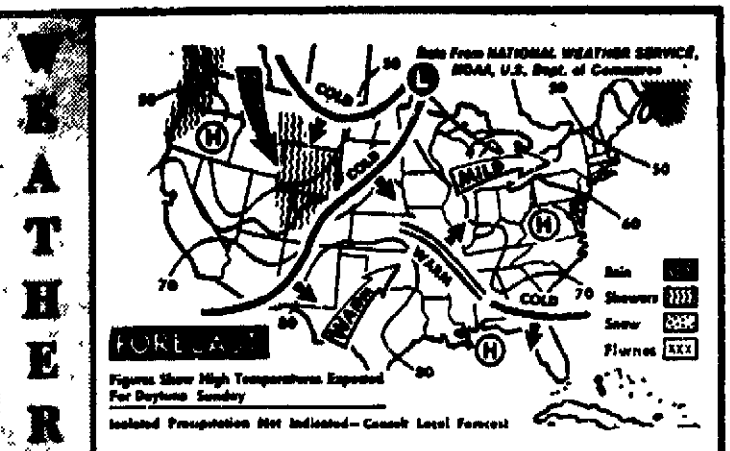 WEATHER
Data From NATIONAL WEATHER SERVICE,
NOAA, U.S. Dept. of Commerce
50
50
50
50
COLD
L
H
COLD
MILD
60
H
WARM
70
70
COLD
80
WARM
80
H
Rain
Showers
Snow
Flurries
FORECAST
Figures Show High Temperatures Expected
For Daytime Sunday
Isolated Precipitation Not Indicated—Consult Local Forecast